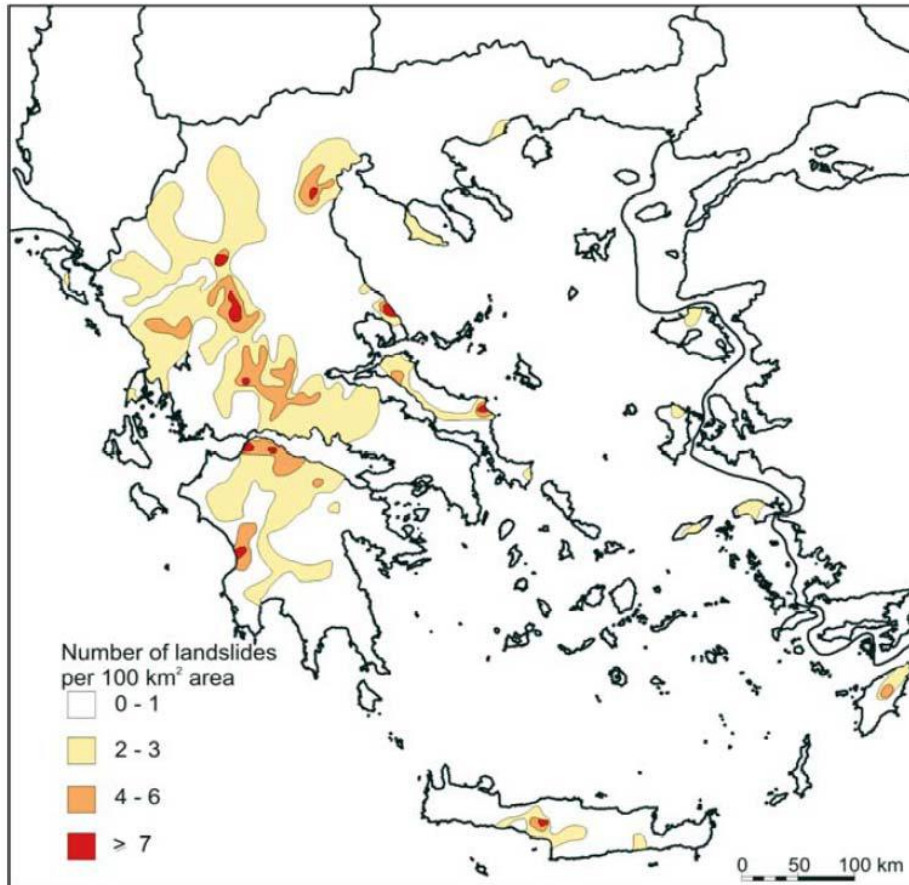 Number of landslides
per 100 km² area
0 - 1
2 - 3
4 - 6
≥ 7
0 50 100 km